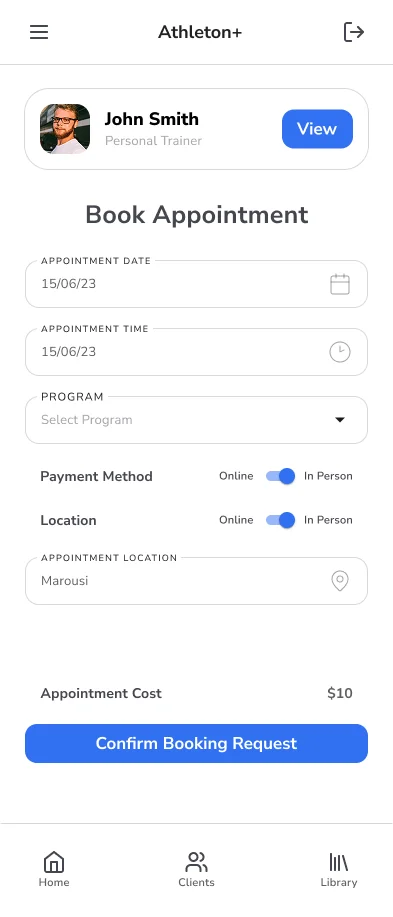 Athleton+
John Smith
Personal Trainer
View
Book Appointment
APPOINTMENT DATE
15/06/23
APPOINTMENT TIME
15/06/23
PROGRAM
Select Program
Payment Method Online In Person
Location Online In Person
APPOINTMENT LOCATION
Marousi
Appointment Cost $10
Confirm Booking Request
Home Clients Library